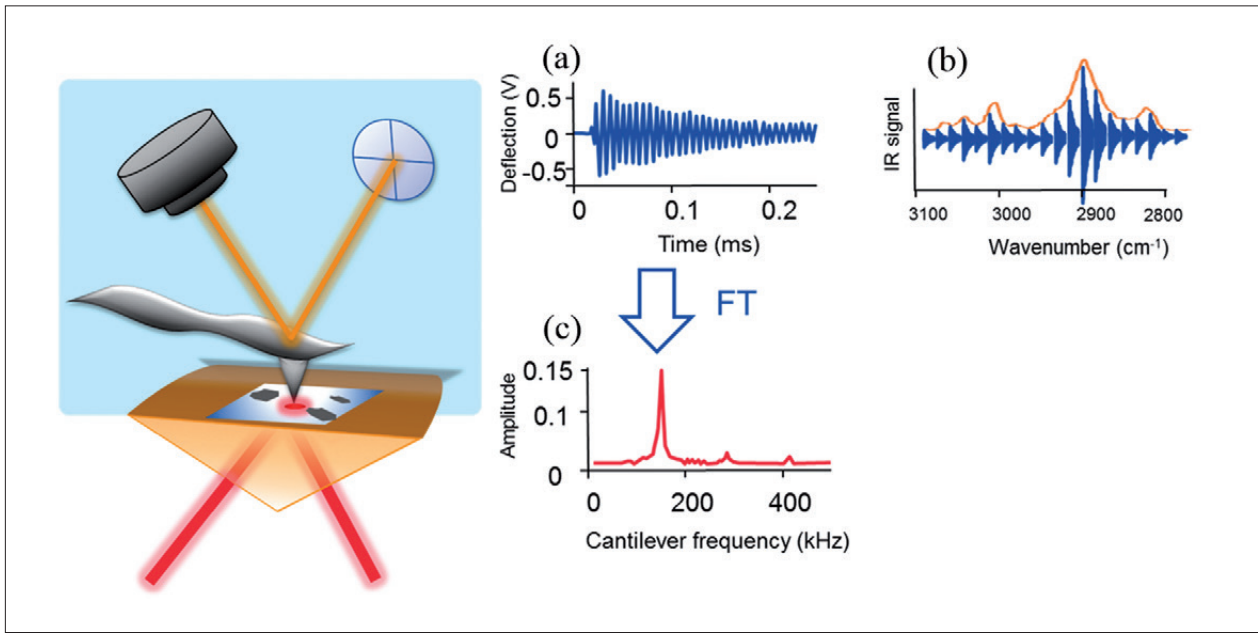 (a)
Deflection (V)
0.5
0
-0.5
0 0.1 0.2
Time (ms)
(b)
IR signal
3100 3000 2900 2800
Wavenumber (cm⁻¹)
FT
(c)
Amplitude
0.15
0.1
0
0 200 400
Cantilever frequency (kHz)